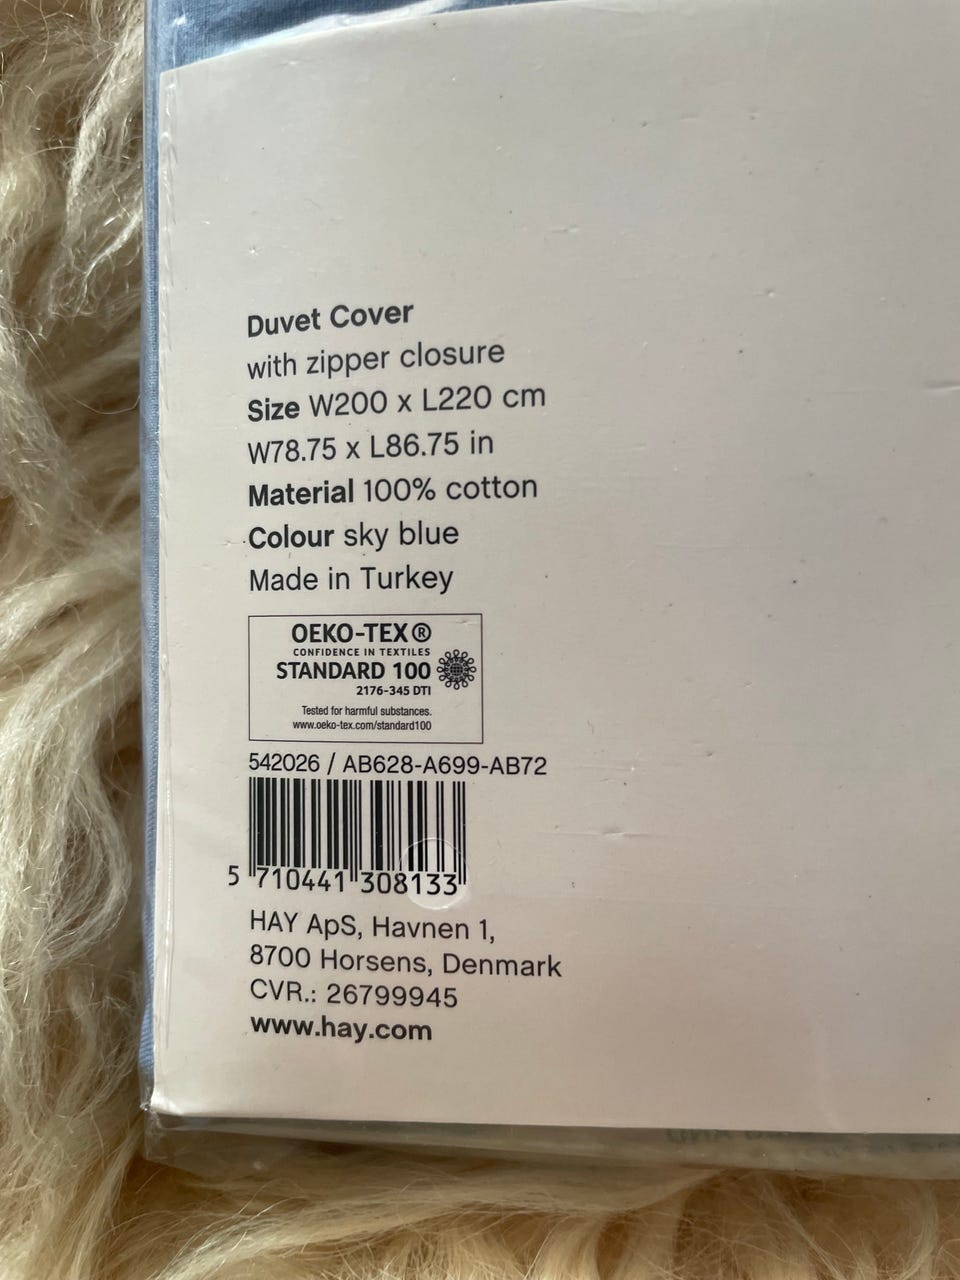 Duvet Cover
with zipper closure
Size W200 x L220 cm
W78.75 x L86.75 in
Material 100% cotton
Colour sky blue
Made in Turkey
OEKO-TEX®
CONFIDENCE IN TEXTILES
STANDARD 100
2176-345 DTI
Tested for harmful substances.
www.oeko-tex.com/standard100
542026 / AB628-A699-AB72
5 710441 308133
HAY ApS, Havnen 1,
8700 Horsens, Denmark
CVR.: 26799945
www.hay.com